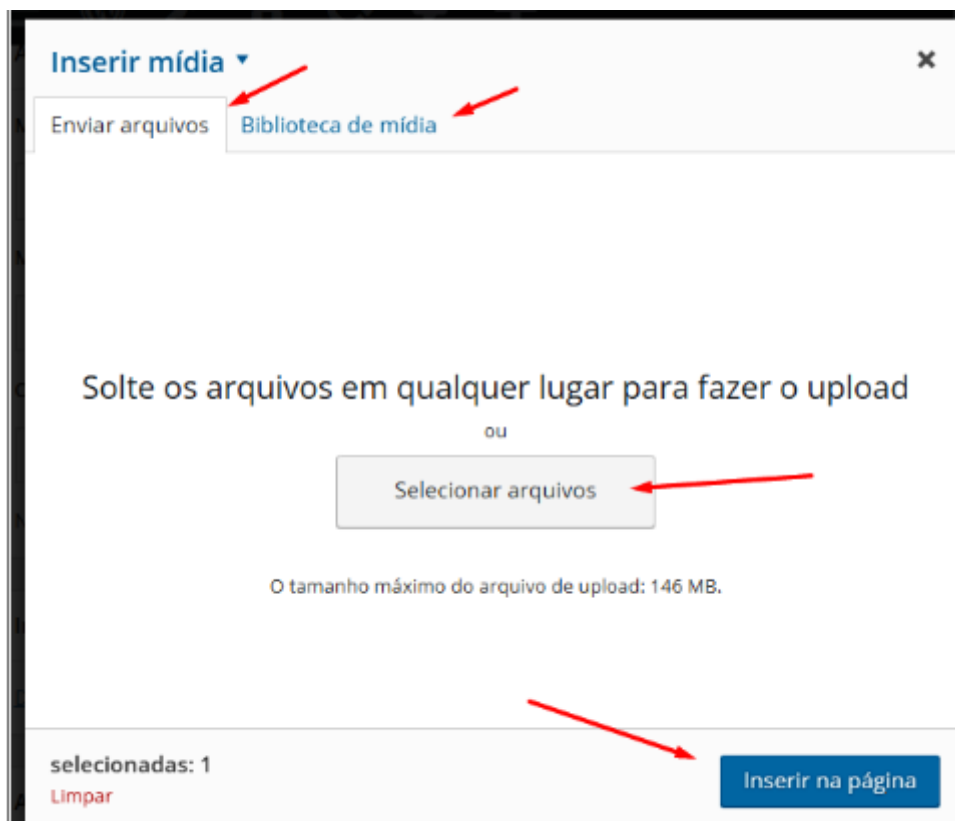 Inserir mídia
Enviar arquivos Biblioteca de mídia
Solte os arquivos em qualquer lugar para fazer o upload
ou
Selecionar arquivos
O tamanho máximo do arquivo de upload: 146 MB.
selecionadas: 1
Limpar
Inserir na página